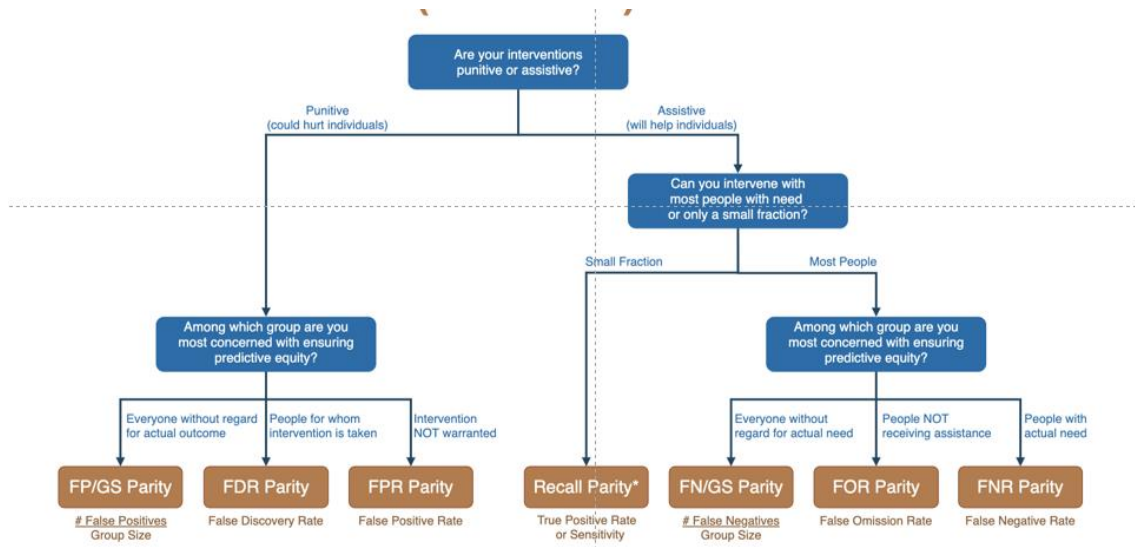 Are your interventions
punitive or assistive?
Punitive
(could hurt individuals)
Assistive
(will help individuals)
Can you intervene with
most people with need
or only a small fraction?
Small Fraction
Most People
Among which group are you
most concerned with ensuring
predictive equity?
Among which group are you
most concerned with ensuring
predictive equity?
Everyone without regard
for actual outcome
People for whom
intervention is taken
Intervention
NOT warranted
Everyone without
regard for actual need
People NOT
receiving assistance
People with
actual need
FP/GS Parity
FDR Parity
FPR Parity
Recall Parity*
FN/GS Parity
FOR Parity
FNR Parity
# False Positives
Group Size
False Discovery Rate
False Positive Rate
True Positive Rate
or Sensitivity
# False Negatives
Group Size
False Omission Rate
False Negative Rate